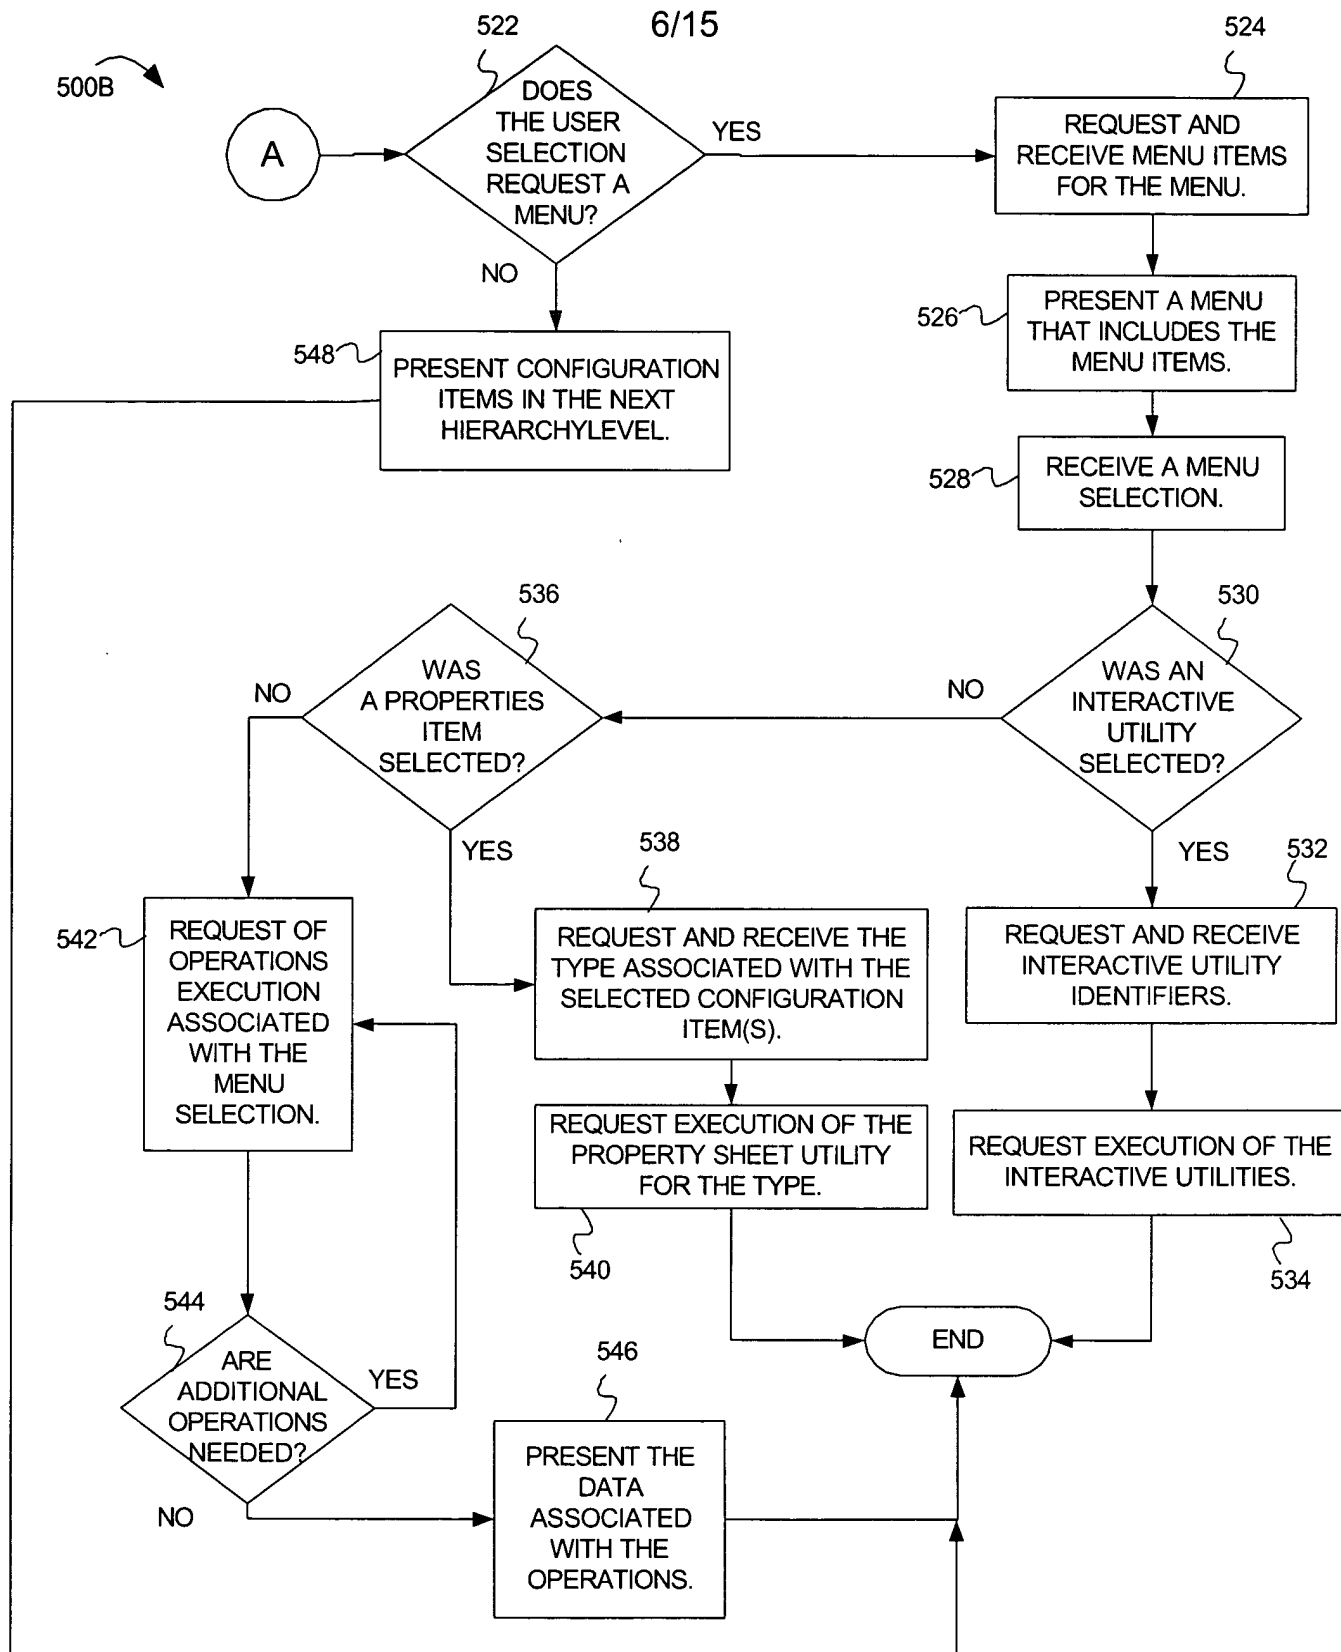 6/15
500B
A
522
DOES
THE USER
SELECTION
REQUEST A
MENU?
YES
NO
524
REQUEST AND
RECEIVE MENU ITEMS
FOR THE MENU.
526
PRESENT A MENU
THAT INCLUDES THE
MENU ITEMS.
548
PRESENT CONFIGURATION
ITEMS IN THE NEXT
HIERARCHYLEVEL.
528
RECEIVE A MENU
SELECTION.
530
WAS AN
INTERACTIVE
UTILITY
SELECTED?
NO
YES
536
WAS
A PROPERTIES
ITEM
SELECTED?
NO
YES
532
REQUEST AND RECEIVE
INTERACTIVE UTILITY
IDENTIFIERS.
538
REQUEST AND RECEIVE THE
TYPE ASSOCIATED WITH THE
SELECTED CONFIGURATION
ITEM(S).
542
REQUEST OF
OPERATIONS
EXECUTION
ASSOCIATED
WITH THE
MENU
SELECTION.
REQUEST EXECUTION OF THE
PROPERTY SHEET UTILITY
FOR THE TYPE.
540
REQUEST EXECUTION OF THE
INTERACTIVE UTILITIES.
534
544
ARE
ADDITIONAL
OPERATIONS
NEEDED?
YES
NO
546
PRESENT THE
DATA
ASSOCIATED
WITH THE
OPERATIONS.
END